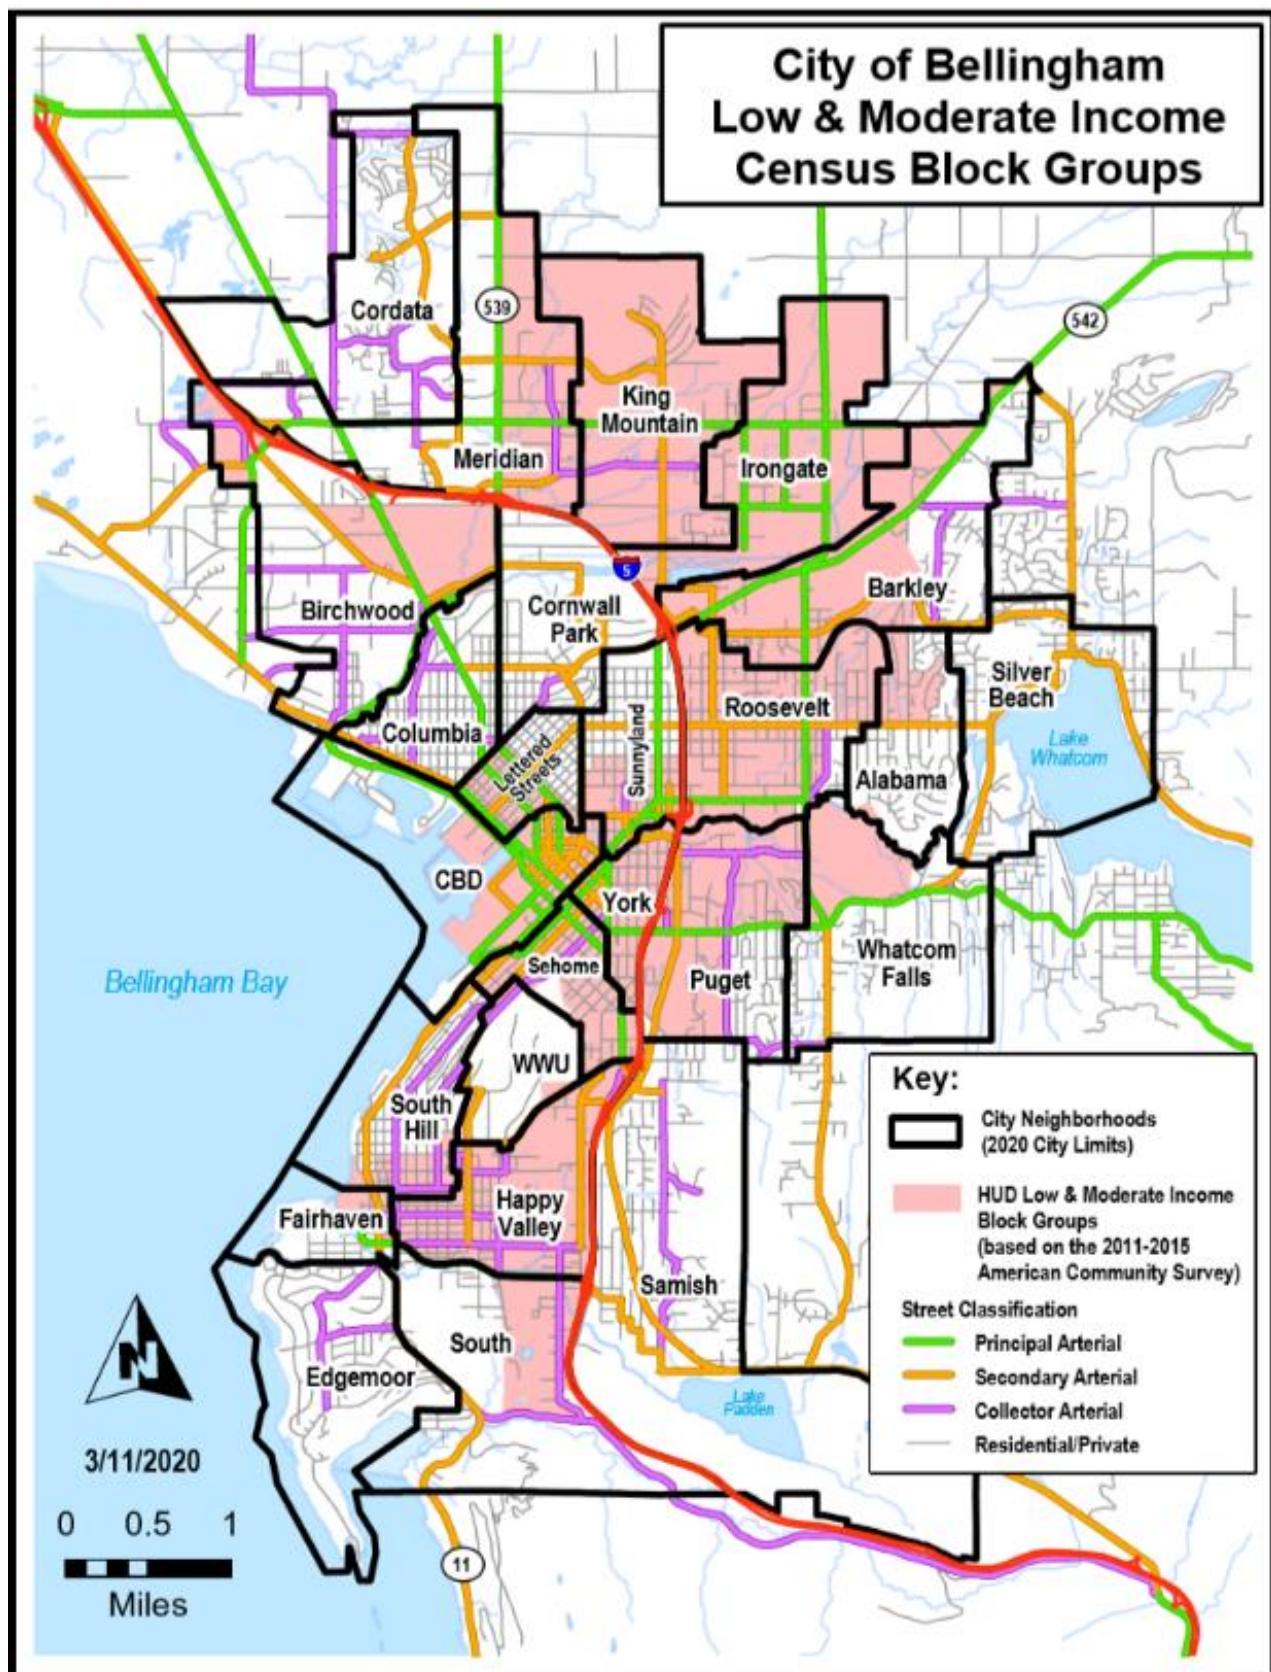 City of Bellingham
Low & Moderate Income
Census Block Groups
Cordata
539
542
King
Mountain
Meridian
Irongate
5
Birchwood
Cornwall
Park
Barkley
Silver
Beach
Roosevelt
Sunnyland
Columbia
Lettered
Streets
Lake
Whatcom
Alabama
CBD
York
Whatcom
Falls
Sehome
Puget
Bellingham Bay
WWU
South
Hill
Happy
Valley
Fairhaven
Samish
South
Edgemoor
Lake
Padden
11
Key:
City Neighborhoods
(2020 City Limits)
HUD Low & Moderate Income
Block Groups
(based on the 2011-2015
American Community Survey)
Street Classification
Principal Arterial
Secondary Arterial
Collector Arterial
Residential/Private
N
3/11/2020
0 0.5 1
Miles